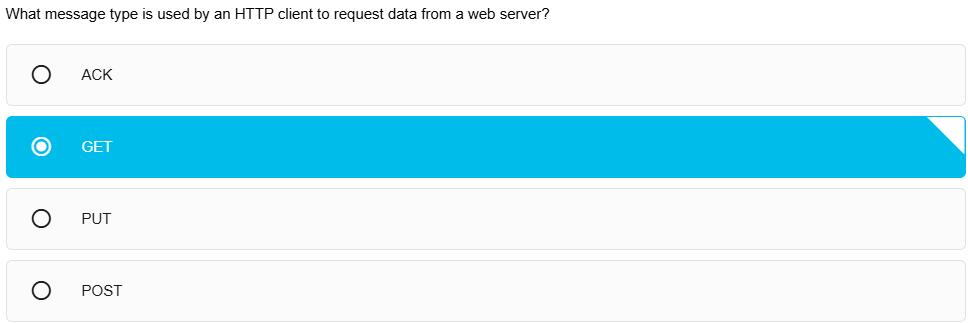 What message type is used by an HTTP client to request data from a web server?
ACK
GET
PUT
POST